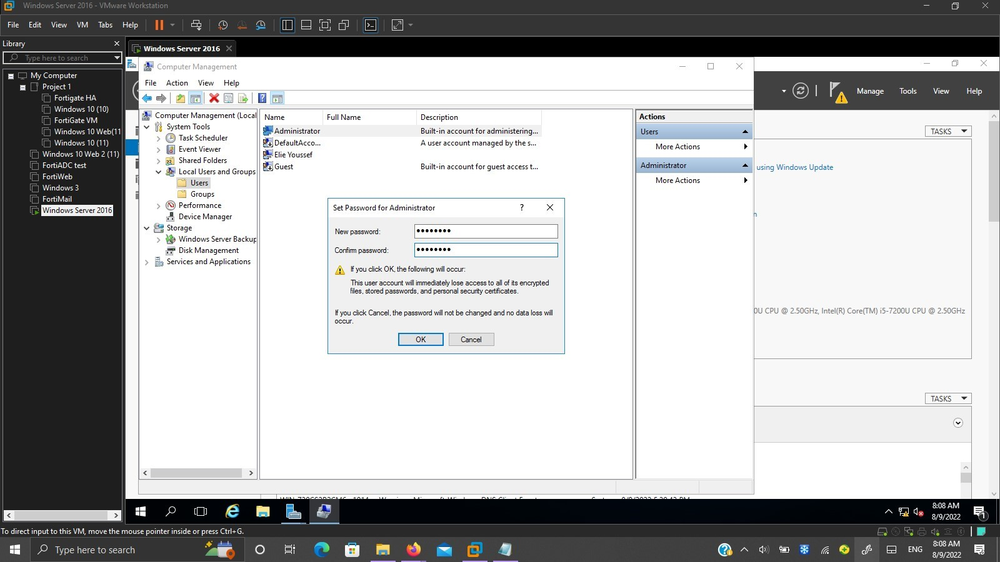 Windows Server 2016 - VMware Workstation
File Edit View VM Tabs Help
Library
Type here to search
My Computer
Project 1
Fortigate HA
Windows 10 (10)
FortiGate VM
Windows 10 Web(11
Windows 10 (11)
Windows 10 Web 2 (11)
FortiADC test
FortiWeb
Windows 3
FortiMail
Windows Server 2016
Windows Server 2016
Computer Management
File Action View Help
Computer Management (Local
System Tools
Task Scheduler
Event Viewer
Shared Folders
Local Users and Groups
Users
Groups
Performance
Device Manager
Storage
Windows Server Backup
Disk Management
Services and Applications
Name Full Name Description
Administrator Built-in account for administering...
DefaultAcco... A user account managed by the s...
Elie Youssef
Guest Built-in account for guest access t...
Set Password for Administrator
New password:
Confirm password:
If you click OK, the following will occur:
This user account will immediately lose access to all of its encrypted
files, stored passwords, and personal security certificates.
If you click Cancel, the password will not be changed and no data loss will
occur.
OK Cancel
Actions
Users
More Actions
Administrator
More Actions
Manage Tools View Help
TASKS
using Windows Update
n
0U CPU @ 2.50GHz, Intel(R) Core(TM) i5-7200U CPU @ 2.50GHz
TASKS
8:08 AM
8/9/2022
1
To direct input to this VM, move the mouse pointer inside or press Ctrl+G.
Type here to search
ENG
8:08 AM
8/9/2022